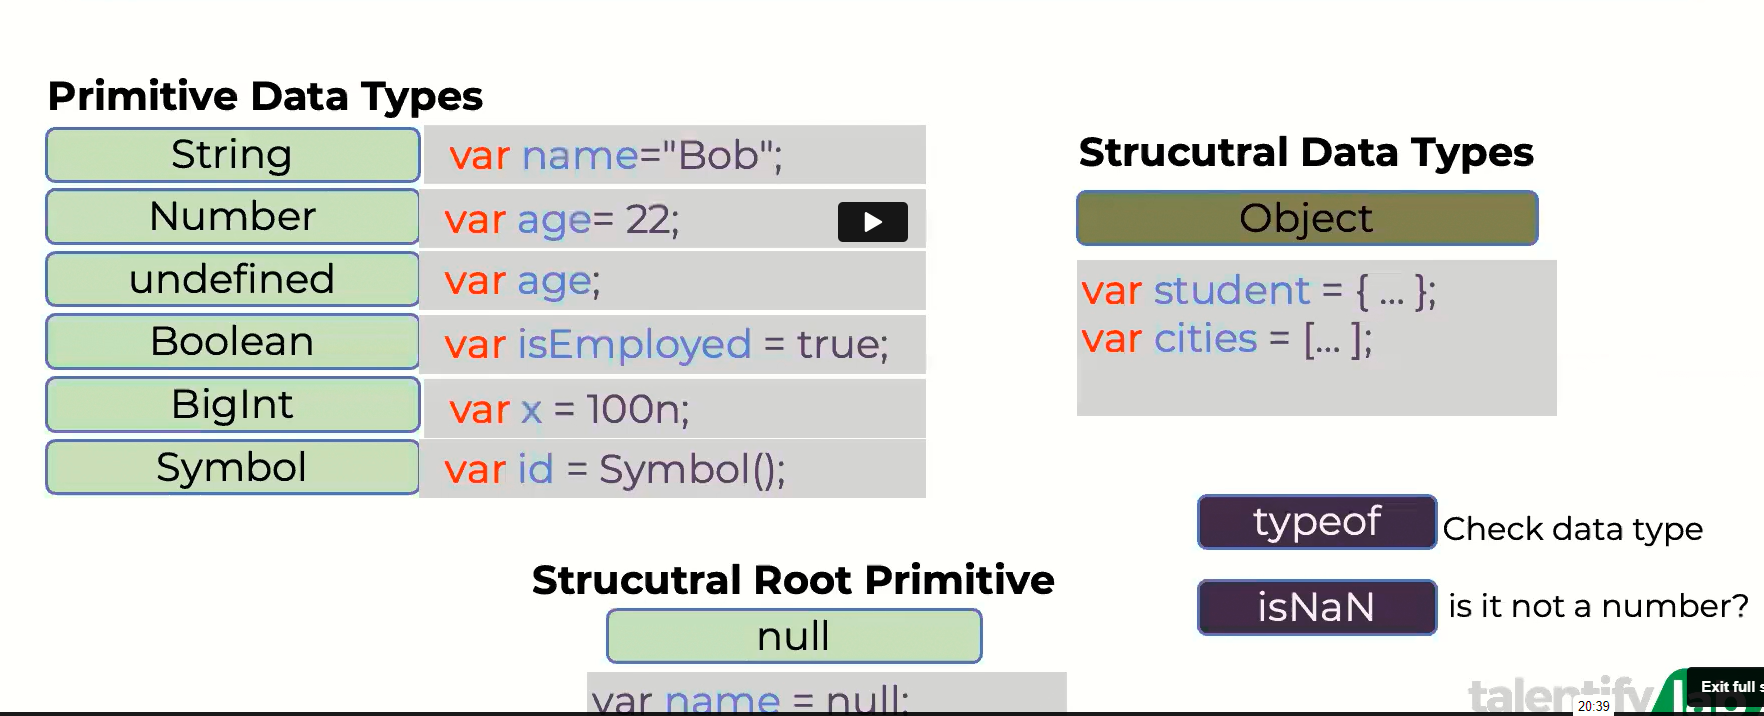 Primitive Data Types
String
var name="Bob";
Number
var age= 22;
undefined
var age;
Boolean
var isEmployed = true;
BigInt
var x = 100n;
Symbol
var id = Symbol();
Strucutral Data Types
Object
var student = { ... };
var cities = [... ];
typeof Check data type
isNaN is it not a number?
Strucutral Root Primitive
null
var name = null;
talentify
20:39
Exit full s